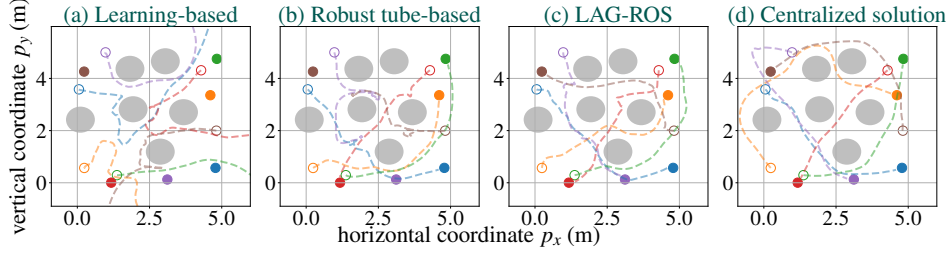 (a) Learning-based (b) Robust tube-based (c) LAG-ROS (d) Centralized solution
vertical coordinate p_y (m)
4
2
0
0.0 2.5 5.0 0.0 2.5 5.0 0.0 2.5 5.0 0.0 2.5 5.0
horizontal coordinate p_x (m)